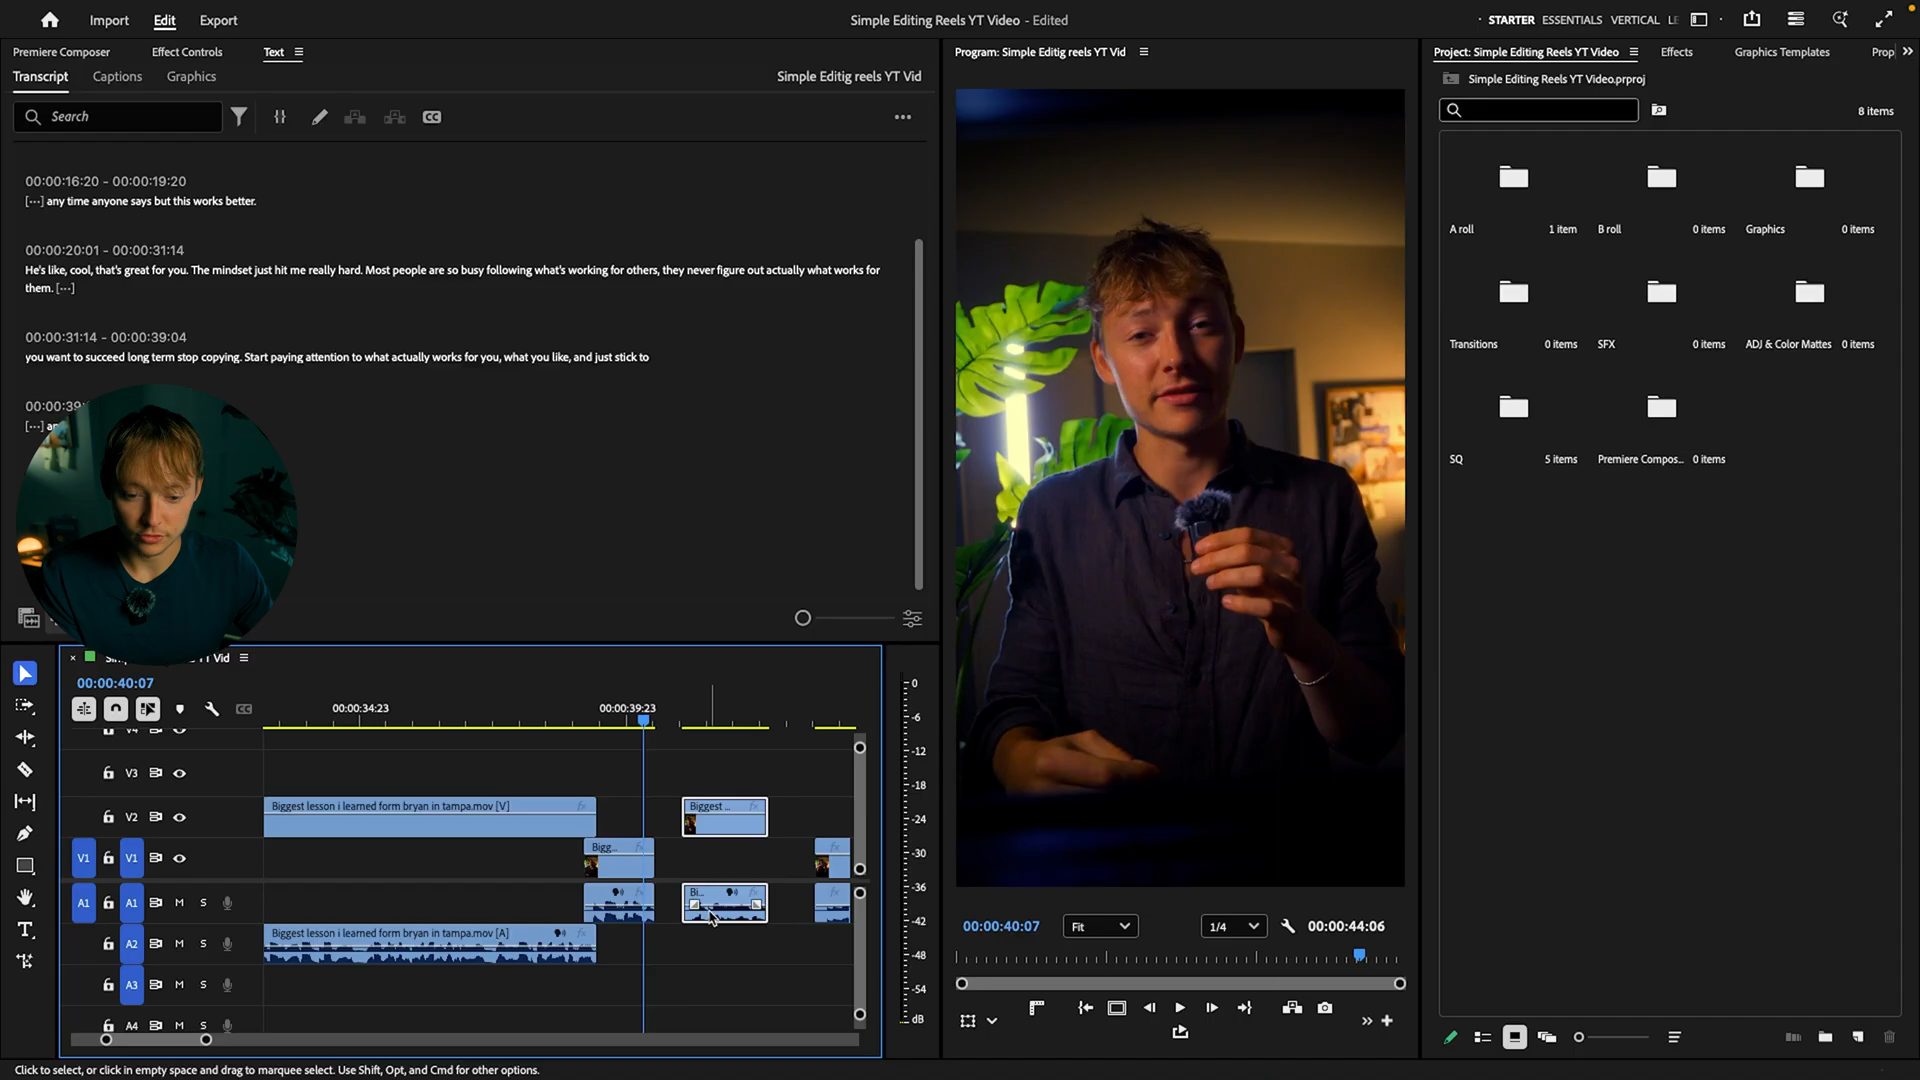 Import Edit Export
Simple Editing Reels YT Video - Edited
STARTER ESSENTIALS VERTICAL LE
Premiere Composer Effect Controls Text
Transcript Captions Graphics
Simple Editig reels YT Vid
Search
CC
00:00:16:20 - 00:00:19:20
[···] any time anyone says but this works better.
00:00:20:01 - 00:00:31:14
He's like, cool, that's great for you. The mindset just hit me really hard. Most people are so busy following what's working for others, they never figure out actually what works for
them. [···]
00:00:31:14 - 00:00:39:04
you want to succeed long term stop copying. Start paying attention to what actually works for you, what you like, and just stick to
00:00:39:
[···]
Program: Simple Editig reels YT Vid
00:00:40:07 Fit 1/4 00:00:44:06
Project: Simple Editing Reels YT Video Effects Graphics Templates Prop
Simple Editing Reels YT Video.prproj
8 items
A roll 1 item
B roll 0 items
Graphics 0 items
Transitions 0 items
SFX 0 items
ADJ & Color Mattes 0 items
SQ 5 items
Premiere Compos... 0 items
YT Vid
00:00:40:07
CC
00:00:34:23 00:00:39:23
V4
V3
V2
Biggest lesson i learned form bryan in tampa.mov [V]
Biggest ...
V1 V1
Bigg...
A1 A1 M S
Bi...
A2 M S
Biggest lesson i learned form bryan in tampa.mov [A]
A3 M S
A4 M S
0
-6
-12
-18
-24
-30
-36
-42
-48
-54
dB
Click to select, or click in empty space and drag to marquee select. Use Shift, Opt, and Cmd for other options.